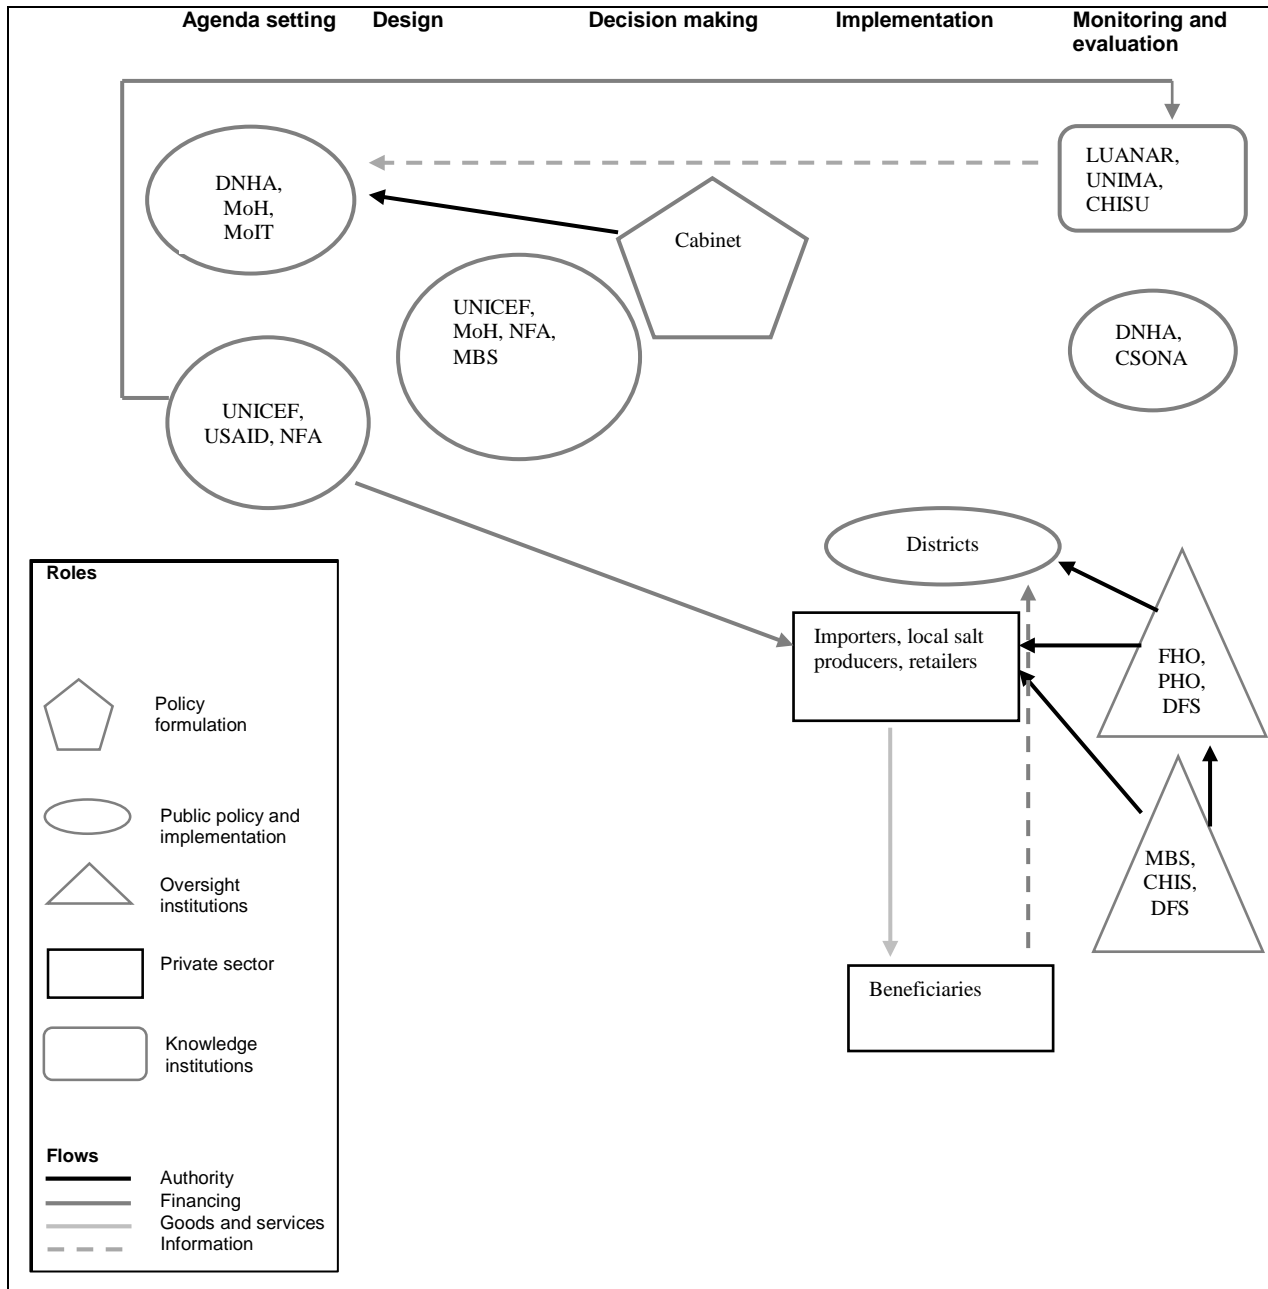 Agenda setting
Design
Decision making
Implementation
Monitoring and
evaluation
DNHA,
MoH,
MoIT
Cabinet
LUANAR,
UNIMA,
CHISU
UNICEF,
MoH, NFA,
MBS
DNHA,
CSONA
UNICEF,
USAID, NFA
Districts
Importers, local salt
producers, retailers
FHO,
PHO,
DFS
MBS,
CHIS,
DFS
Beneficiaries
Roles
Policy
formulation
Public policy and
implementation
Oversight
institutions
Private sector
Knowledge
institutions
Flows
Authority
Financing
Goods and services
Information